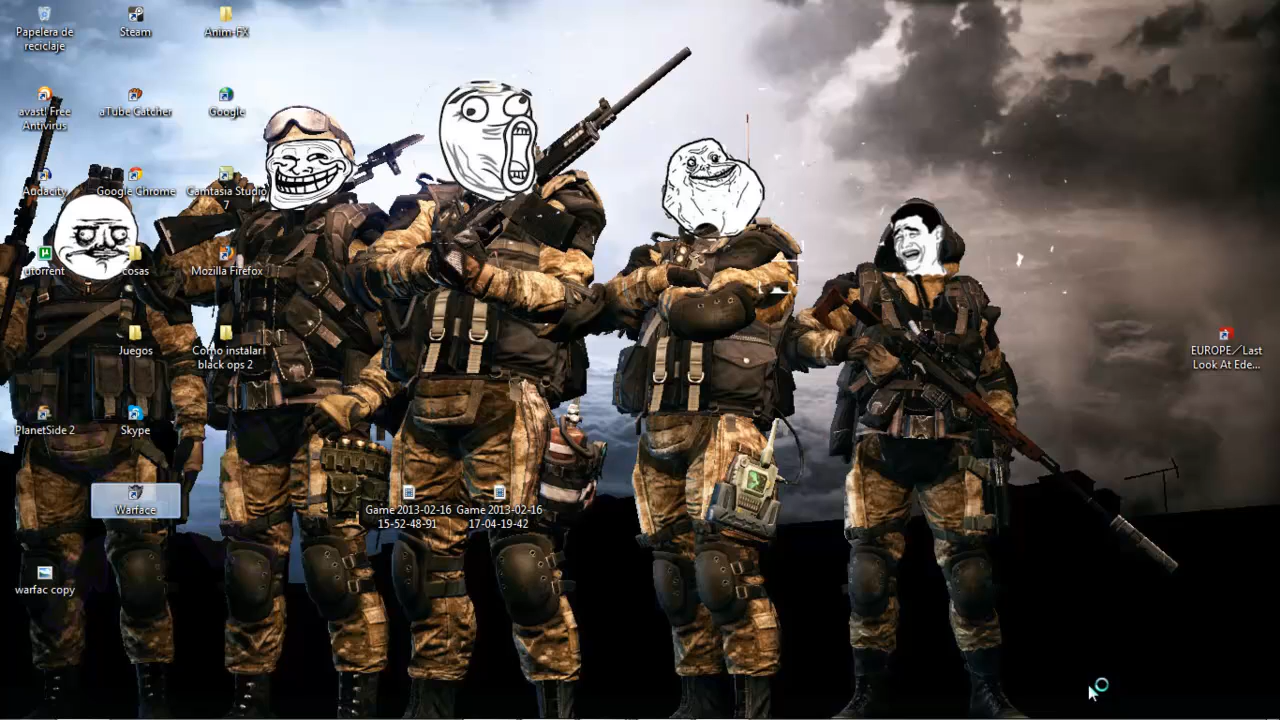 Papelera de
reciclaje
Steam
Anim-FX
avast! Free
Antivirus
aTube Catcher
Google
Audacity
Google Chrome
Camtasia Studio
7
utorrent
cosas
Mozilla Firefox
Juegos
Como instalar
black ops 2
PlanetSide 2
Skype
Warface
warfac copy
Game 2013-02-16
15-52-48-91
Game 2013-02-16
17-04-19-42
EUROPE／Last
Look At Ede...